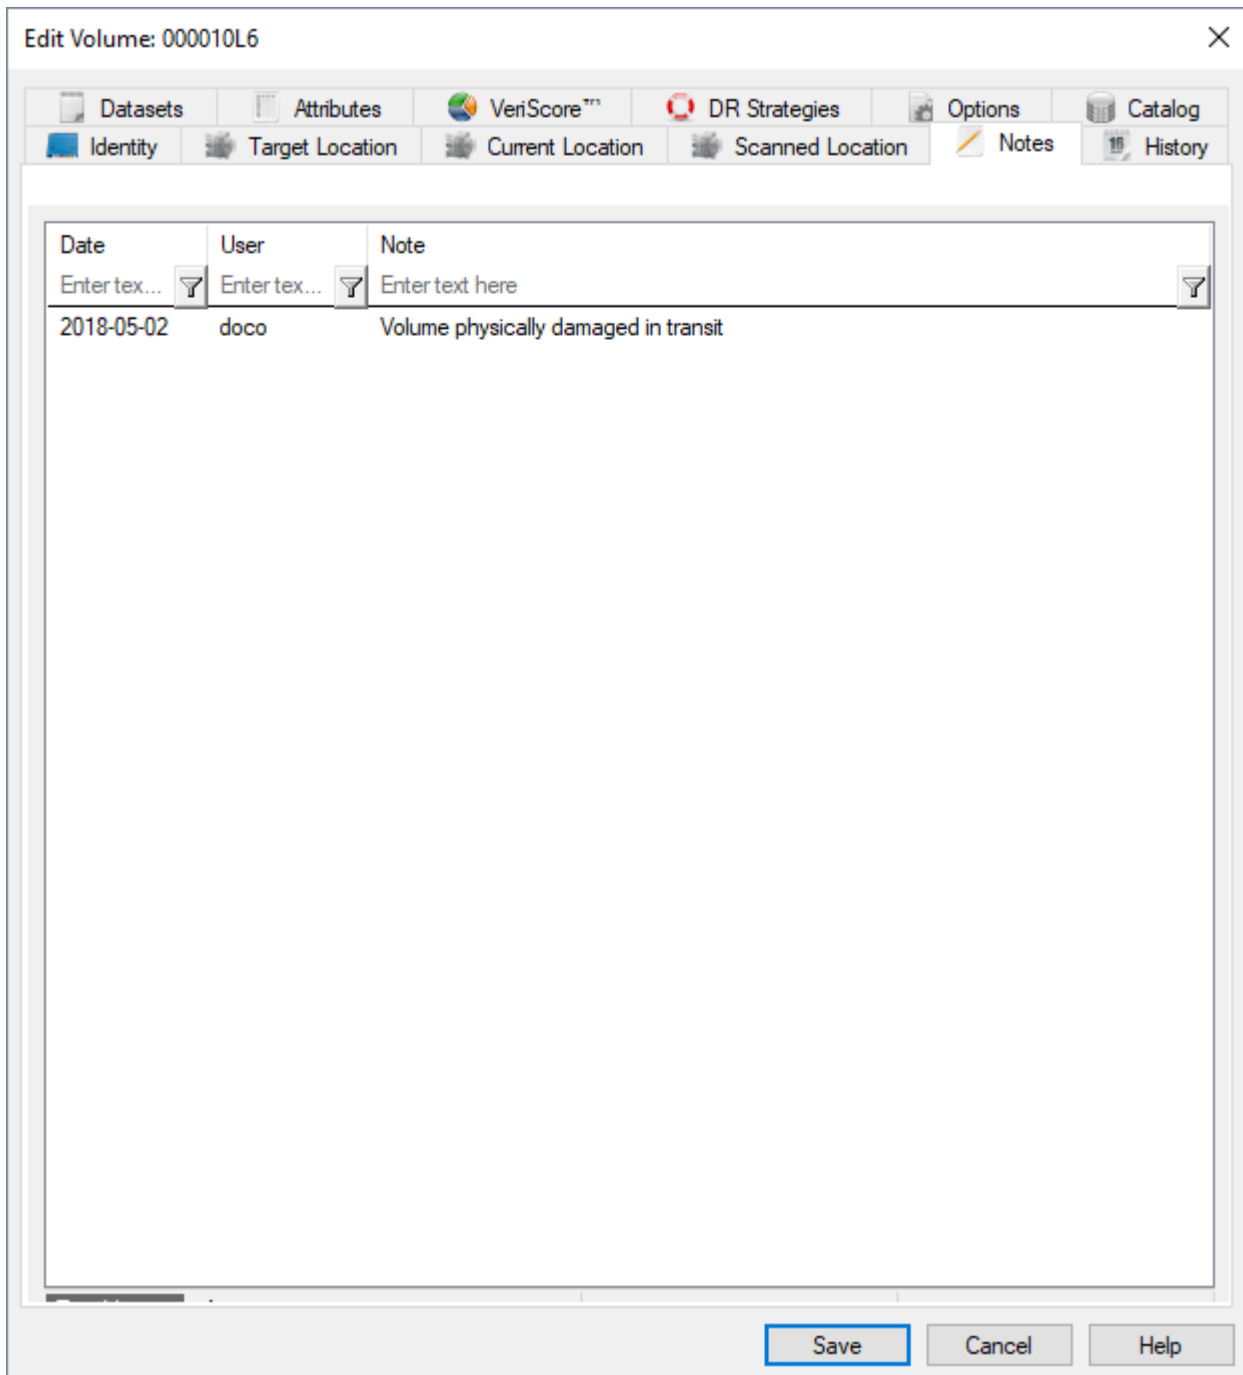 Edit Volume: 000010L6
Datasets Attributes VeriScore™ DR Strategies Options Catalog
Identity Target Location Current Location Scanned Location Notes 16 History
Date User Note
Enter tex... Enter tex... Enter text here
2018-05-02 doco Volume physically damaged in transit
Save Cancel Help